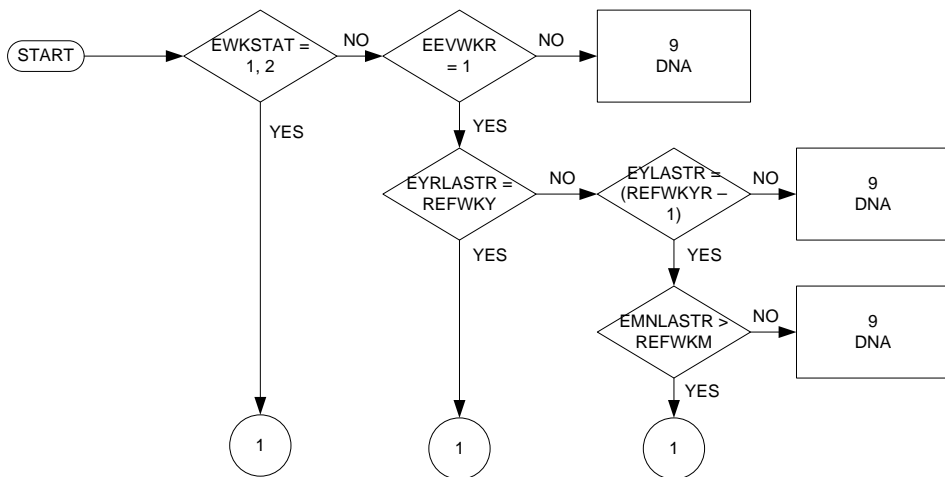 START
EWKSTAT =
1, 2
NO
EEVWKR
= 1
NO
9
DNA
YES
YES
EYRLASTR =
REFWKY
NO
EYLASTR =
(REFWKYR –
1)
NO
9
DNA
YES
YES
EMNLASTR >
REFWKM
NO
9
DNA
YES
1
1
1